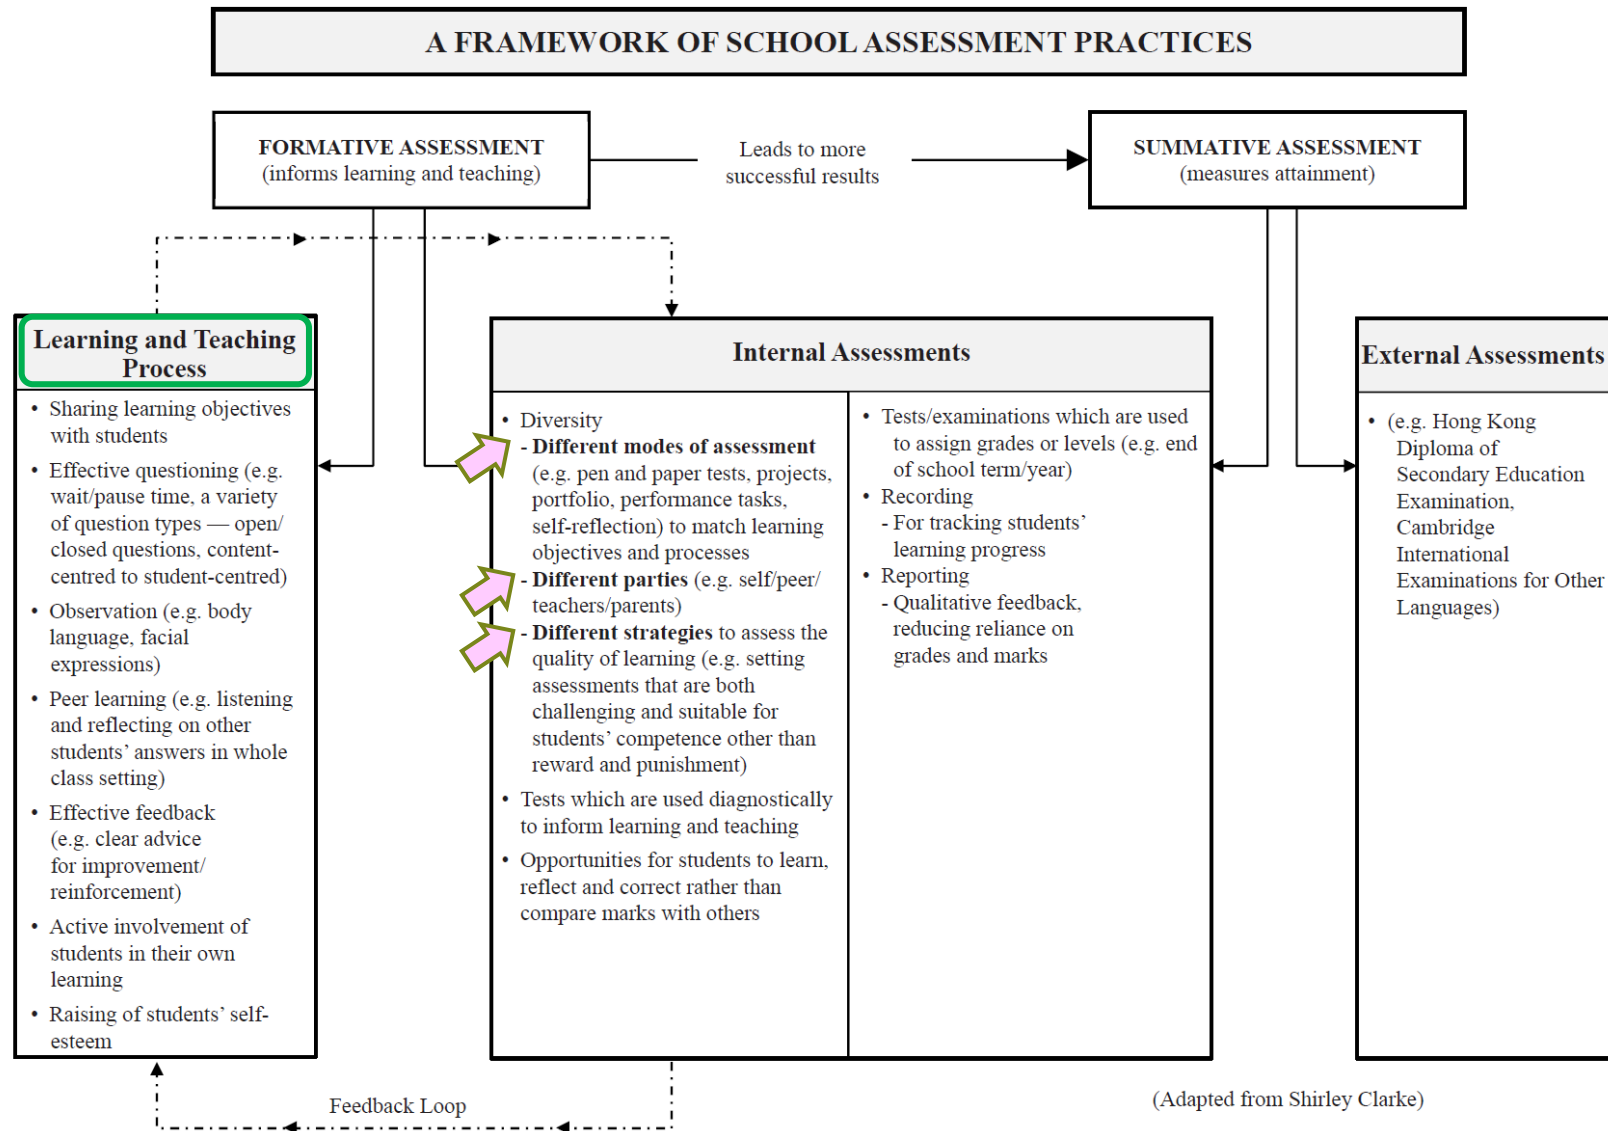 A FRAMEWORK OF SCHOOL ASSESSMENT PRACTICES
FORMATIVE ASSESSMENT
(informs learning and teaching)
Leads to more
successful results
SUMMATIVE ASSESSMENT
(measures attainment)
Learning and Teaching
Process
• Sharing learning objectives
with students
• Effective questioning (e.g.
wait/pause time, a variety
of question types — open/
closed questions, content-
centred to student-centred)
• Observation (e.g. body
language, facial
expressions)
• Peer learning (e.g. listening
and reflecting on other
students’ answers in whole
class setting)
• Effective feedback
(e.g. clear advice
for improvement/
reinforcement)
• Active involvement of
students in their own
learning
• Raising of students’ self-
esteem
Internal Assessments
• Diversity
- Different modes of assessment
(e.g. pen and paper tests, projects,
portfolio, performance tasks,
self-reflection) to match learning
objectives and processes
- Different parties (e.g. self/peer/
teachers/parents)
- Different strategies to assess the
quality of learning (e.g. setting
assessments that are both
challenging and suitable for
students’ competence other than
reward and punishment)
• Tests which are used diagnostically
to inform learning and teaching
• Opportunities for students to learn,
reflect and correct rather than
compare marks with others
• Tests/examinations which are used
to assign grades or levels (e.g. end
of school term/year)
• Recording
- For tracking students’
learning progress
• Reporting
- Qualitative feedback,
reducing reliance on
grades and marks
External Assessments
• (e.g. Hong Kong
Diploma of
Secondary Education
Examination,
Cambridge
International
Examinations for Other
Languages)
Feedback Loop
(Adapted from Shirley Clarke)